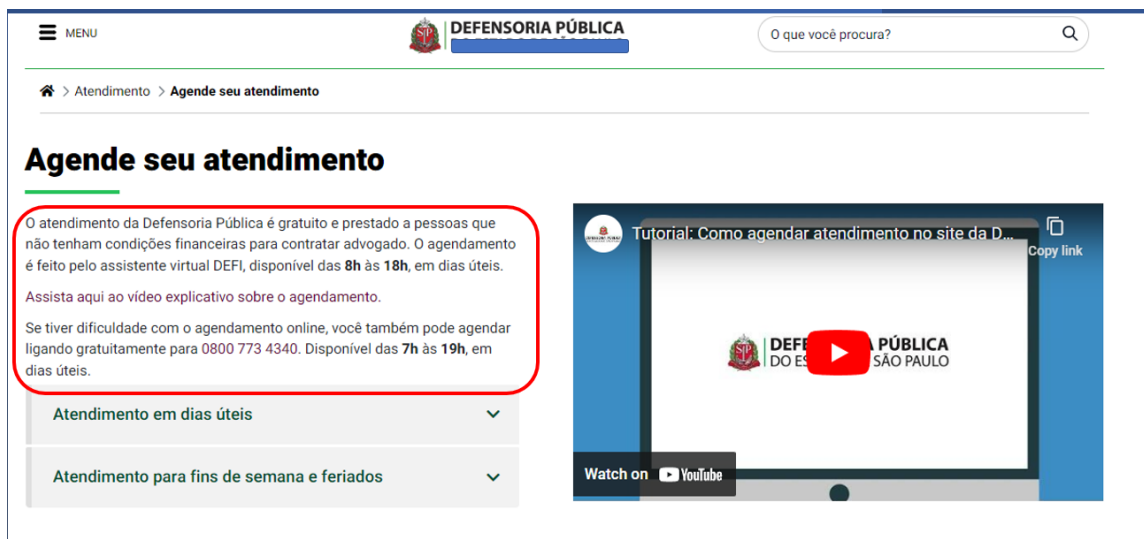 MENU
DEFENSORIA PÚBLICA
O que você procura?
> Atendimento > Agende seu atendimento
Agende seu atendimento
O atendimento da Defensoria Pública é gratuito e prestado a pessoas que
não tenham condições financeiras para contratar advogado. O agendamento
é feito pelo assistente virtual DEFI, disponível das 8h às 18h, em dias úteis.
Assista aqui ao vídeo explicativo sobre o agendamento.
Se tiver dificuldade com o agendamento online, você também pode agendar
ligando gratuitamente para 0800 773 4340. Disponível das 7h às 19h, em
dias úteis.
Atendimento em dias úteis
Atendimento para fins de semana e feriados
Tutorial: Como agendar atendimento no site da D...
Copy link
DEFE PÚBLICA
DO ES SÃO PAULO
Watch on YouTube